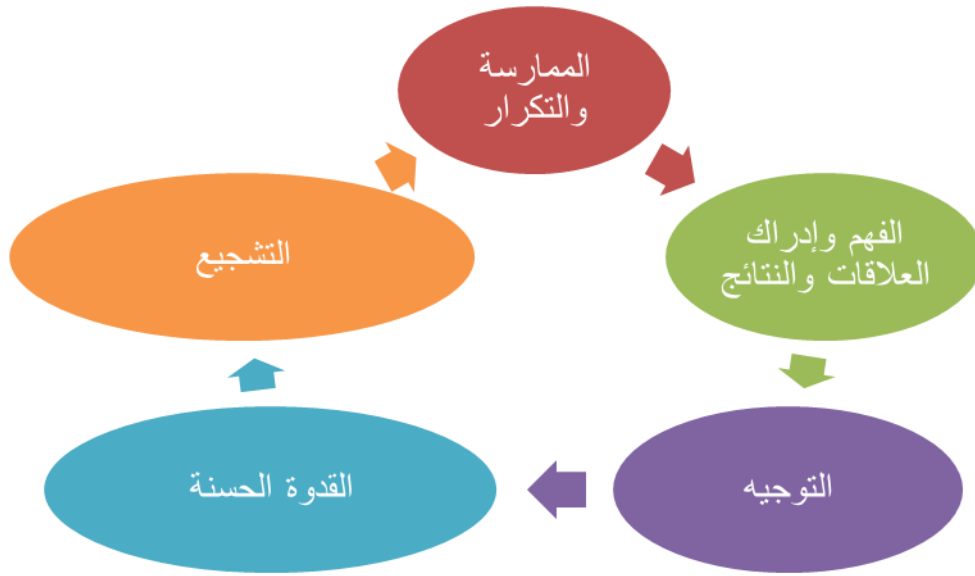 الممارسة
والتكرار
الفهم وإدراك
العلاقات والنتائج
التوجيه
القدوة الحسنة
التشجيع